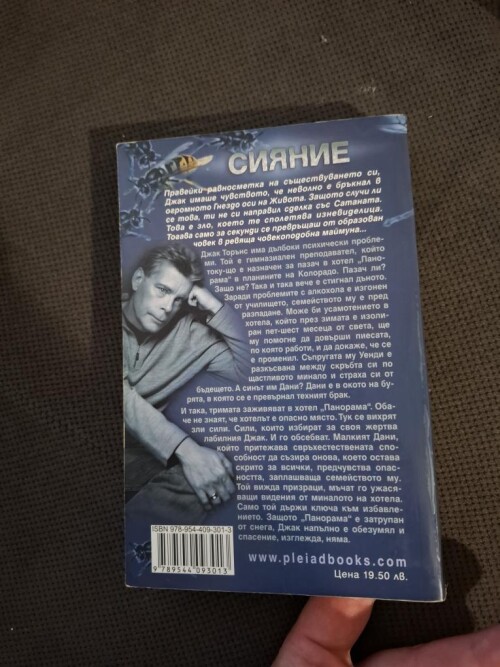 СИЯНИЕ
Правейки равносметка на съществуването си,
Джак имаше чувството, че неволно е бръкнал в
огромното Гнездо оси на Живота. Защото случи ли
се това, ти не си направил сделка със Сатаната.
Това е зло, което те сполетява изневиделица.
Тогава само за секунди се превръщаш от образован
човек в ревяща човекоподобна маймуна...
Джак Торънс има дълбоки психически пробле-
ми. Той е гимназиален преподавател, който
току-що е назначен за пазач в хотел „Пано-
рама" в планините на Колорадо. Пазач ли?
Защо не? Така и така вече е стигнал дъното.
Заради проблемите с алкохола е изгонен
от училището, семейството му е пред
разпадане. Може би усамотението в
хотела, който през зимата е изоли-
ран пет-шест месеца от света, ще
му помогне да довърши пиесата,
по която работи, и да докаже, че се
е променил. Съпругата му Уенди е
разкъсвана между скръбта си по
щастливото минало и страха си от
бъдещето. А синът им Дани? Дани е в окото на бу-
рята, в която се е превърнал техният брак.
И така, тримата заживяват в хотел „Панорама". Оба-
че не знаят, че хотелът е опасно място. Тук се вихрят
зли сили. Сили, които избират за своя жертва
лабилния Джак. И го обсебват. Малкият Дани,
който притежава свръхестествената спо-
собност да съзира онова, което остава
скрито за всички, предчувства опас-
ността, заплашваща семейството му.
Той вижда призраци, мъчат го ужася-
ващи видения от миналото на хотела.
Само той държи ключа към избавле-
нието. Защото „Панорама" е затрупан
от снега, Джак напълно е обезумял и
спасение, изглежда, няма.
ISBN 978-954-409-301-3
9789544093013
www.pleiadbooks.com
Цена 19.50 лв.